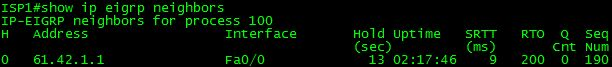 ISP1#show ip eigrp neighbors
IP-EIGRP neighbors for process 100
H   Address                 Interface       Hold Uptime   SRTT   RTO  Q  Seq
                                            (sec)         (ms)       Cnt Num
0   61.42.1.1               Fa0/0             13 02:17:46    9   200  0  190